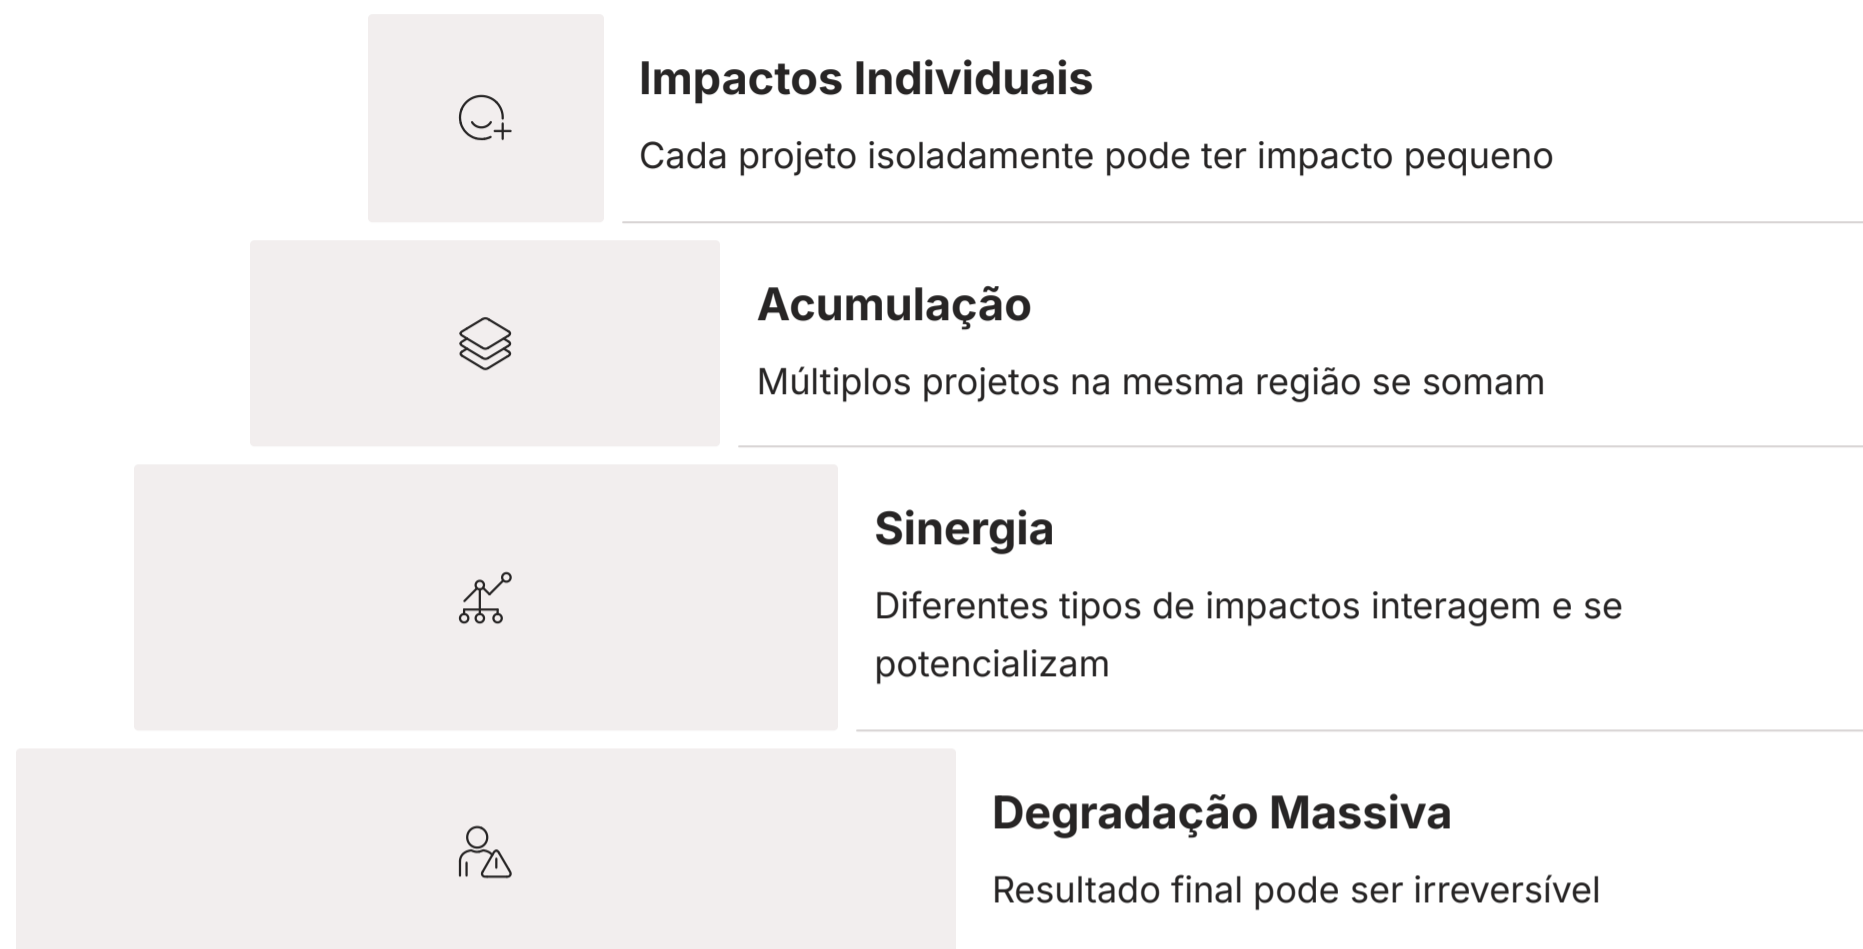 Impactos Individuais
Cada projeto isoladamente pode ter impacto pequeno
Acumulação
Múltiplos projetos na mesma região se somam
Sinergia
Diferentes tipos de impactos interagem e se
potencializam
Degradação Massiva
Resultado final pode ser irreversível